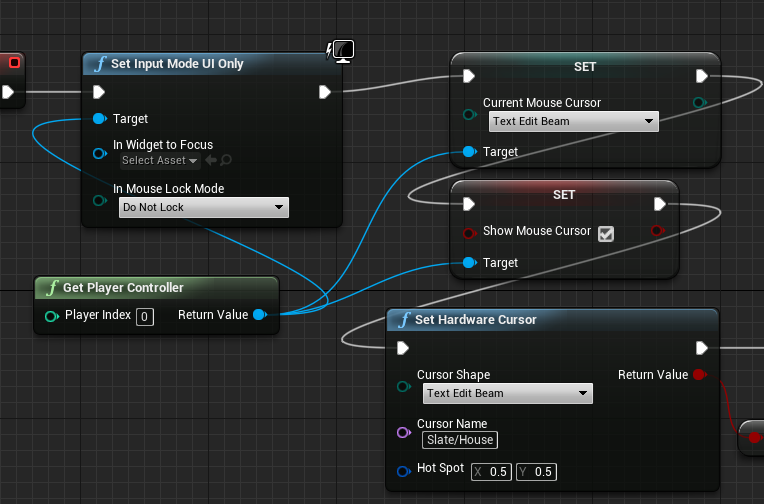 f Set Input Mode UI Only
Target
In Widget to Focus
Select Asset
In Mouse Lock Mode
Do Not Lock
SET
Current Mouse Cursor
Text Edit Beam
Target
SET
Show Mouse Cursor
Target
f Get Player Controller
Player Index 0 Return Value
f Set Hardware Cursor
Cursor Shape Return Value
Text Edit Beam
Cursor Name
Slate/House
Hot Spot X 0.5 Y 0.5